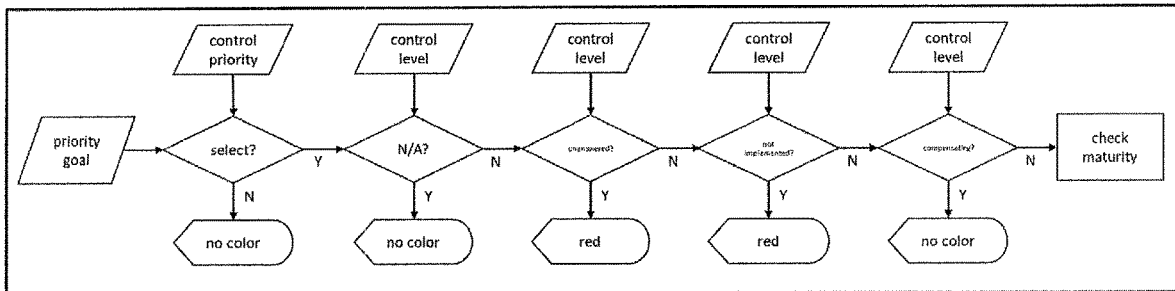 control
priority
control
level
control
level
control
level
control
level
priority
goal
select?
Y
N/A?
N
unanswered?
N
not
implemented?
N
compensating?
N
check
maturity
N
Y
Y
Y
Y
no color
no color
red
red
no color